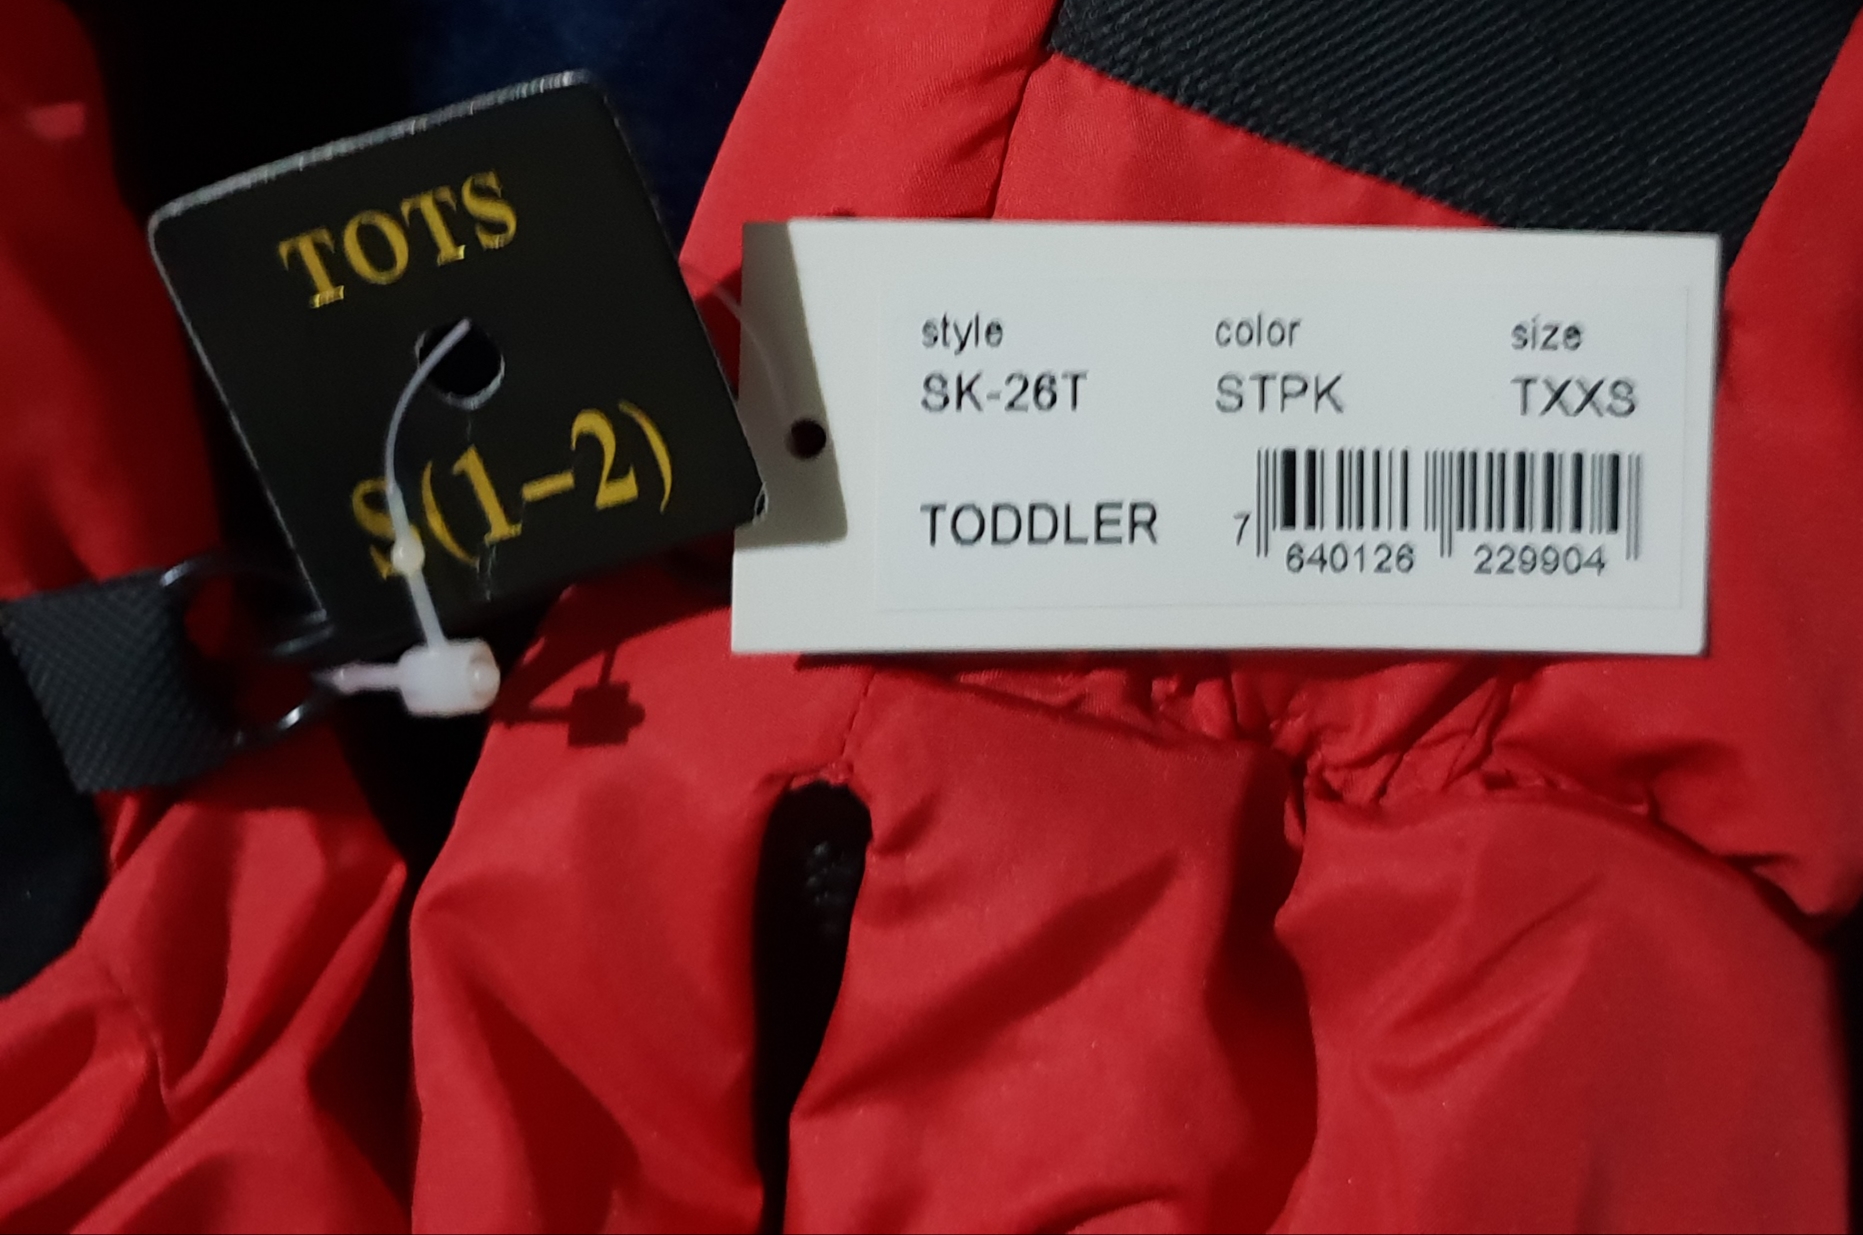 TOTS
S(1-2)
style color size
SK-26T STPK TXXS
TODDLER
7 640126 229904